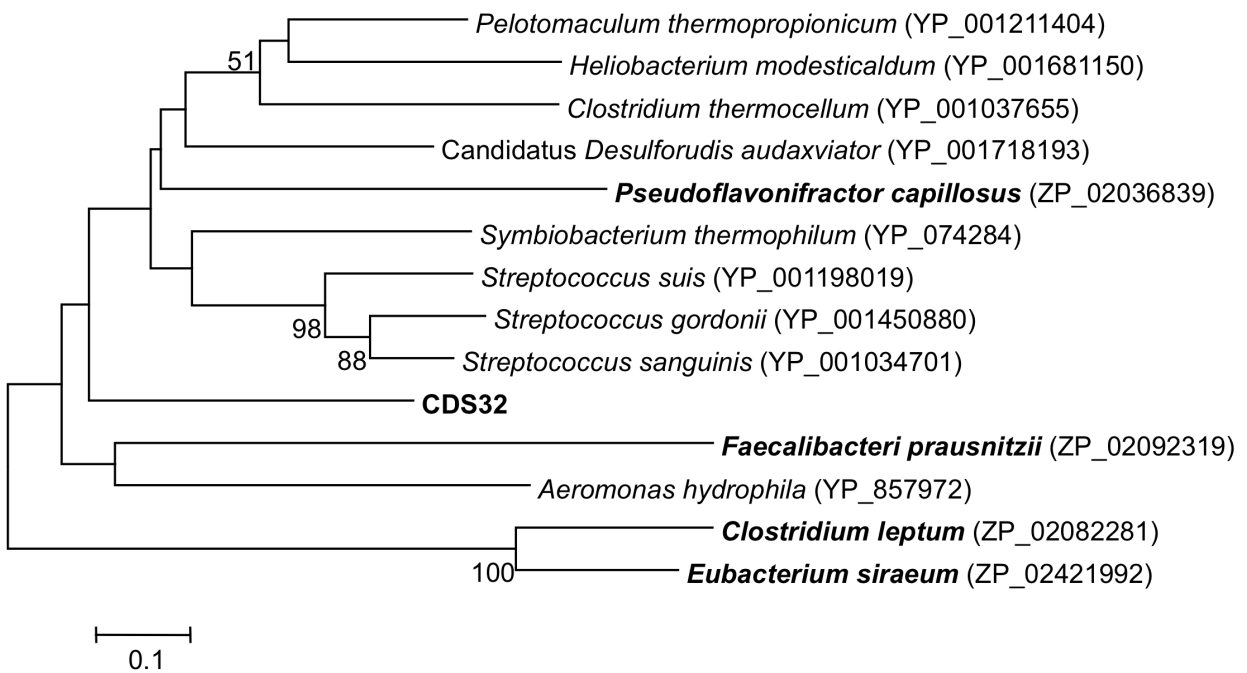 Pelotomaculum thermopropionicum (YP_001211404)
51
Heliobacterium modesticaldum (YP_001681150)
Clostridium thermocellum (YP_001037655)
Candidatus Desulforudis audaxviator (YP_001718193)
Pseudoflavonifractor capillosus (ZP_02036839)
Symbiobacterium thermophilum (YP_074284)
Streptococcus suis (YP_001198019)
98
Streptococcus gordonii (YP_001450880)
88
Streptococcus sanguinis (YP_001034701)
CDS32
Faecalibacteri prausnitzii (ZP_02092319)
Aeromonas hydrophila (YP_857972)
Clostridium leptum (ZP_02082281)
100
Eubacterium siraeum (ZP_02421992)
0.1